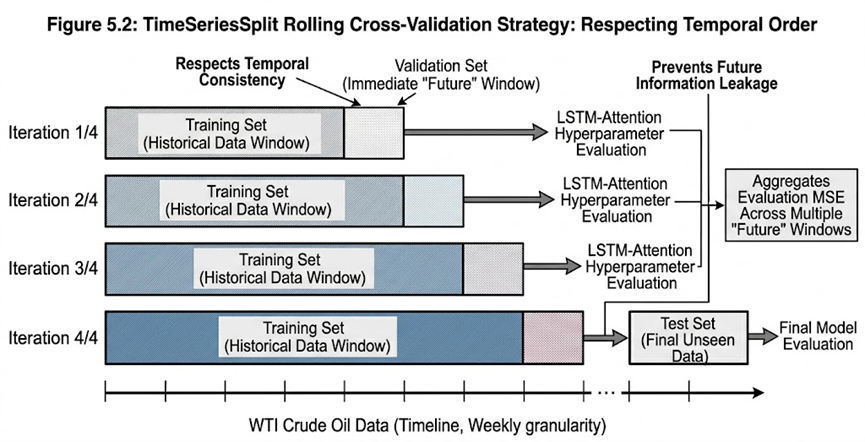 Figure 5.2: TimeSeriesSplit Rolling Cross-Validation Strategy: Respecting Temporal Order
Respects Temporal
Consistency
Validation Set
(Immediate "Future" Window)
Prevents Future
Information Leakage
Iteration 1/4
Training Set
(Historical Data Window)
LSTM-Attention
Hyperparameter
Evaluation
Iteration 2/4
Training Set
(Historical Data Window)
LSTM-Attention
Hyperparameter
Evaluation
Aggregates
Evaluation MSE
Across Multiple
"Future" Windows
Iteration 3/4
Training Set
(Historical Data Window)
LSTM-Attention
Hyperparameter
Evaluation
Iteration 4/4
Training Set
(Historical Data Window)
Test Set
(Final Unseen
Data)
Final Model
Evaluation
...
WTI Crude Oil Data (Timeline, Weekly granularity)